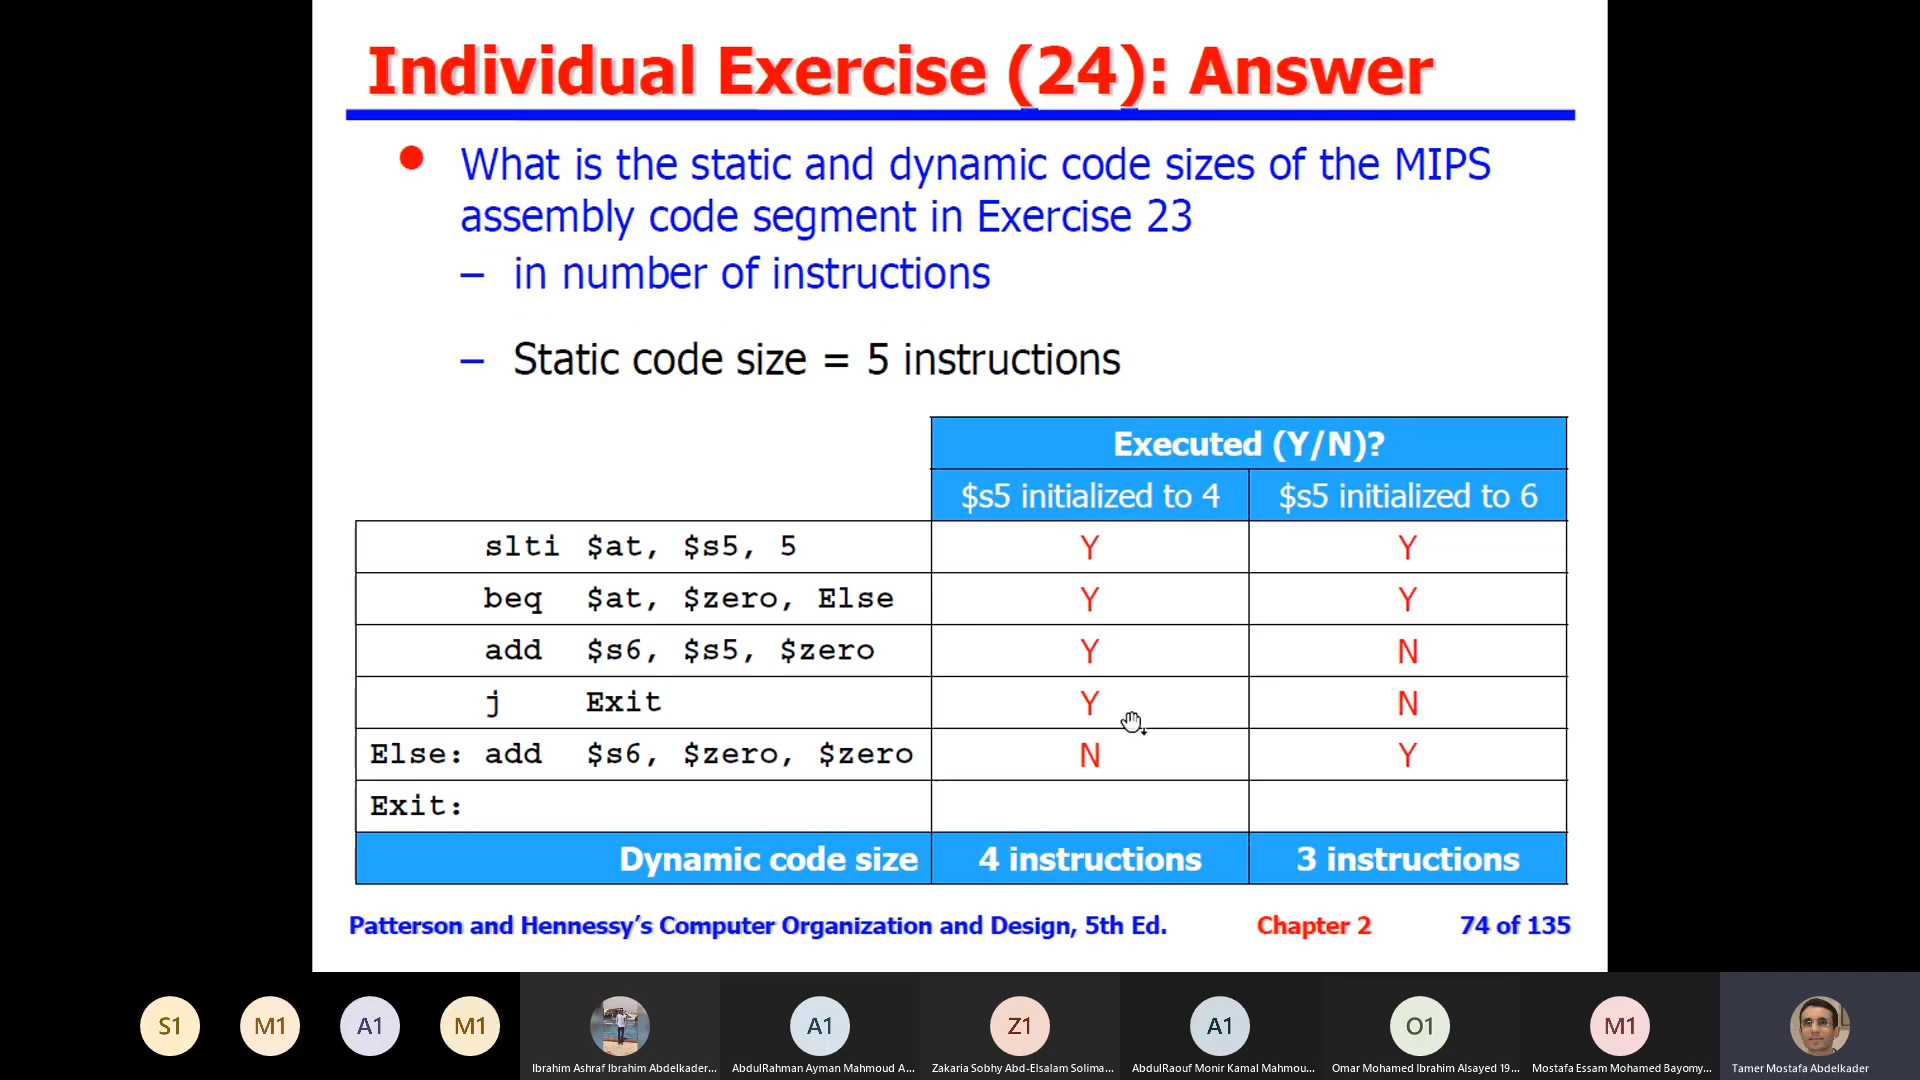 Individual Exercise (24): Answer
What is the static and dynamic code sizes of the MIPS
assembly code segment in Exercise 23
– in number of instructions
– Static code size = 5 instructions
Executed (Y/N)?
$s5 initialized to 4 $s5 initialized to 6
slti $at, $s5, 5 Y Y
beq $at, $zero, Else Y Y
add $s6, $s5, $zero Y N
j Exit Y N
Else: add $s6, $zero, $zero N Y
Exit:
Dynamic code size 4 instructions 3 instructions
Patterson and Hennessy’s Computer Organization and Design, 5th Ed. Chapter 2 74 of 135
S1 M1 A1 M1 A1 Z1 A1 O1 M1
Ibrahim Ashraf Ibrahim Abdelkader... AbdulRahman Ayman Mahmoud A... Zakaria Sobhy Abd-Elsalam Solima... AbdulRaouf Monir Kamal Mahmou... Omar Mohamed Ibrahim Alsayed 19... Mostafa Essam Mohamed Bayomy... Tamer Mostafa Abdelkader